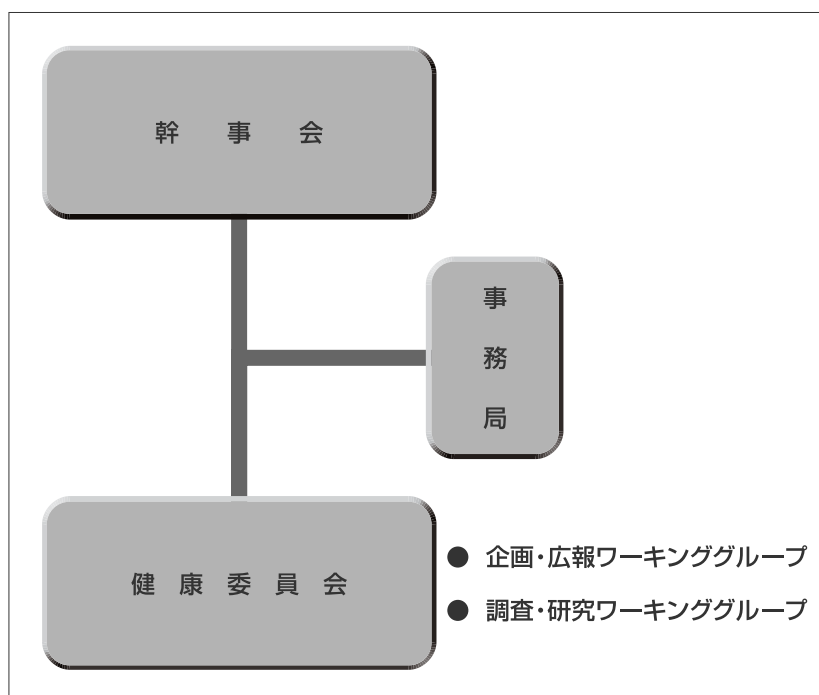 幹事会
事務局
健康委員会
● 企画・広報ワーキンググループ
● 調査・研究ワーキンググループ